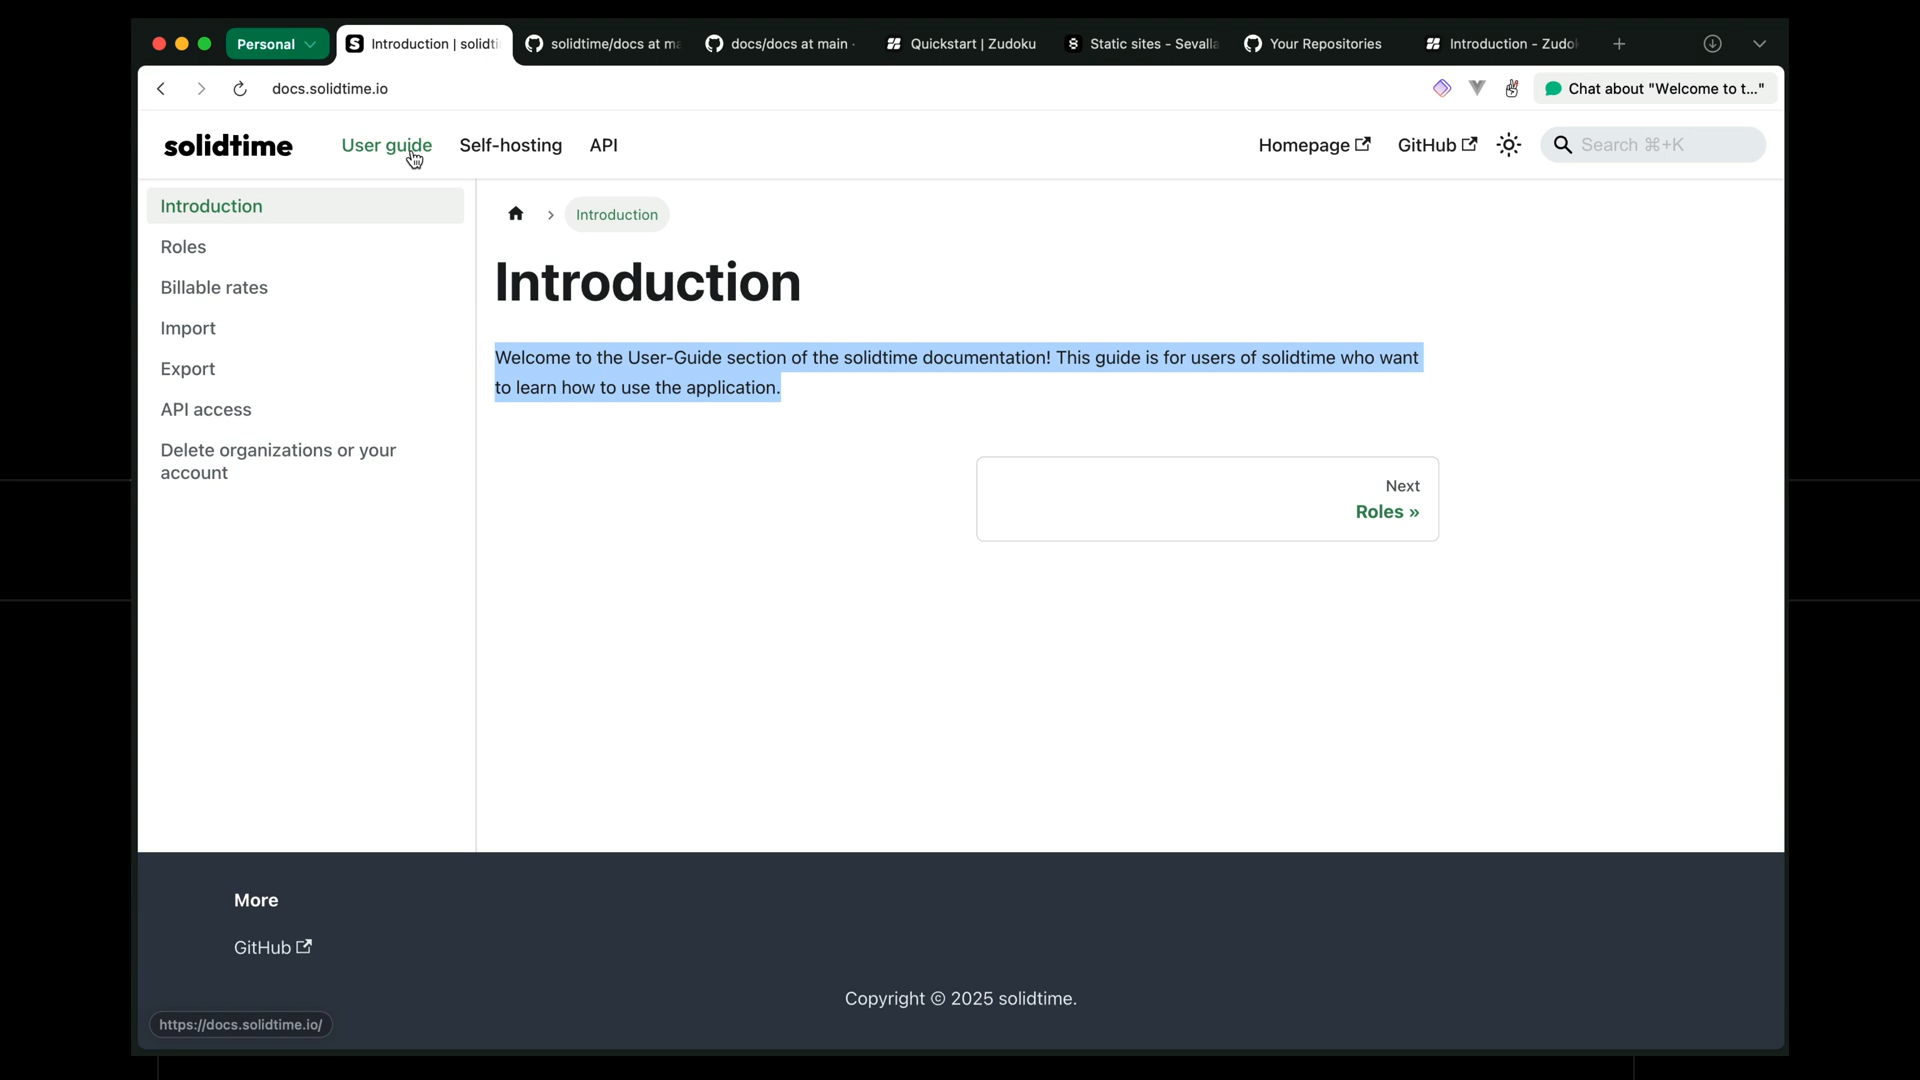 Personal
Introduction | solidti
solidtime/docs at ma
docs/docs at main ·
Quickstart | Zudoku
Static sites - Sevalla
Your Repositories
Introduction - Zudo
docs.solidtime.io
Chat about "Welcome to t..."
solidtime
User guide
Self-hosting
API
Homepage
GitHub
Search ⌘+K
Introduction
Roles
Billable rates
Import
Export
API access
Delete organizations or your
account
Introduction
Introduction
Welcome to the User-Guide section of the solidtime documentation! This guide is for users of solidtime who want
to learn how to use the application.
Next
Roles »
More
GitHub
Copyright © 2025 solidtime.
https://docs.solidtime.io/